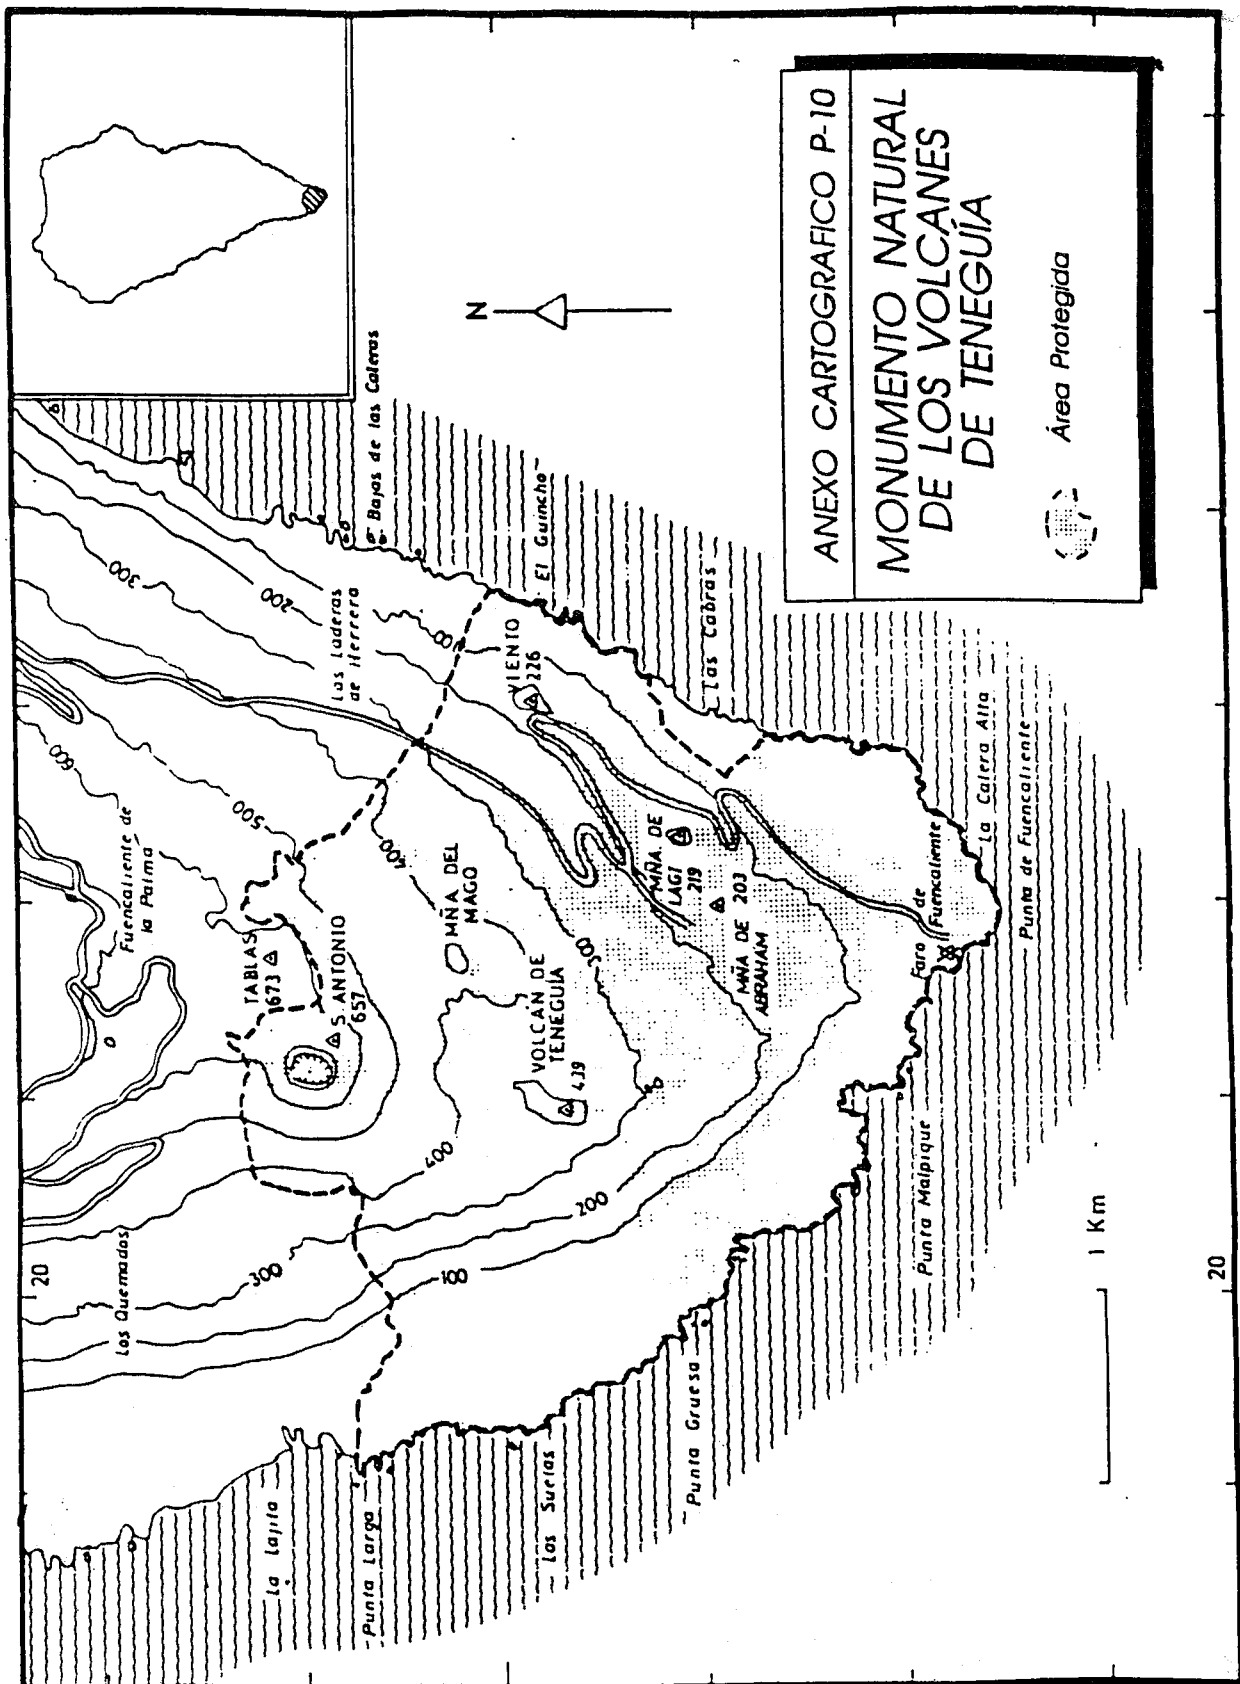 ANEXO CARTOGRAFICO P-10
MONUMENTO NATURAL
DE LOS VOLCANES
DE TENEGUÍA
Área Protegida
N
20
Los Quemados
Fuencaliente de
la Palma
600
500
300
200
100
TABLAS
673
S. ANTONIO
657
Las Laderas
de Herrera
Bajas de las Caleras
La Lajita
Punta Larga
300
400
100
200
400
MÑA DEL
MAGO
VOLCÁN DE
TENEGUÍA
439
300
VIENTO
226
El Guincho
Las Suelas
Punta Gruesa
MÑA DE
LAGI
219
MÑA DE 203
ABRAHAM
Las Cabras
Faro de
Fuencaliente
Punta Malpique
La Calera Alta
Punta de Fuencaliente
1 Km
20